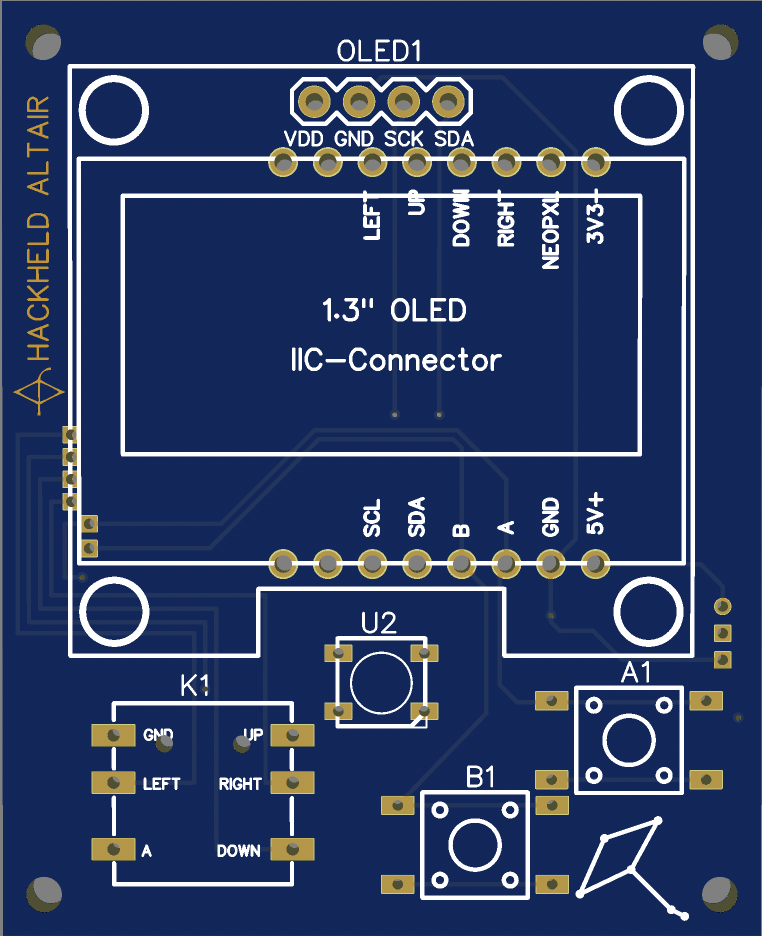 OLED1
HACKHELD ALTAIR
VDD GND SCK SDA
LEFT
UP
DOWN
RIGHT
NEOPXL
3V3-
1.3" OLED
IIC-Connector
SCL
SDA
B
A
GND
5V+
U2
K1
A1
GND
UP
LEFT
RIGHT
B1
A
DOWN